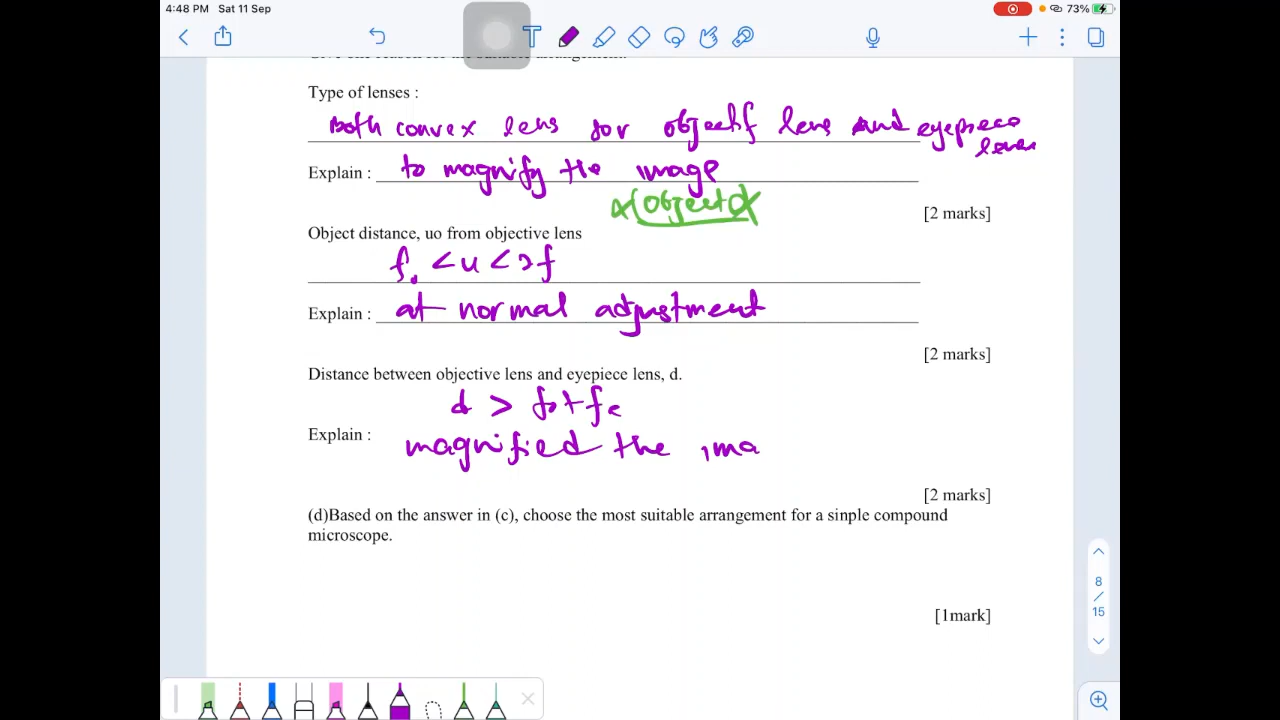 4:48 PM Sat 11 Sep
73%
Type of lenses :
Both convex lens for objectif lens and eyepiece
lens
Explain : to magnify the image
(object)
[2 marks]
Object distance, uo from objective lens
f. < u < 2f
Explain : at normal adjustment
[2 marks]
Distance between objective lens and eyepiece lens, d.
d > fo + fe
Explain : magnified the ima
[2 marks]
(d)Based on the answer in (c), choose the most suitable arrangement for a sinple compound
microscope.
[1mark]
8
/
15